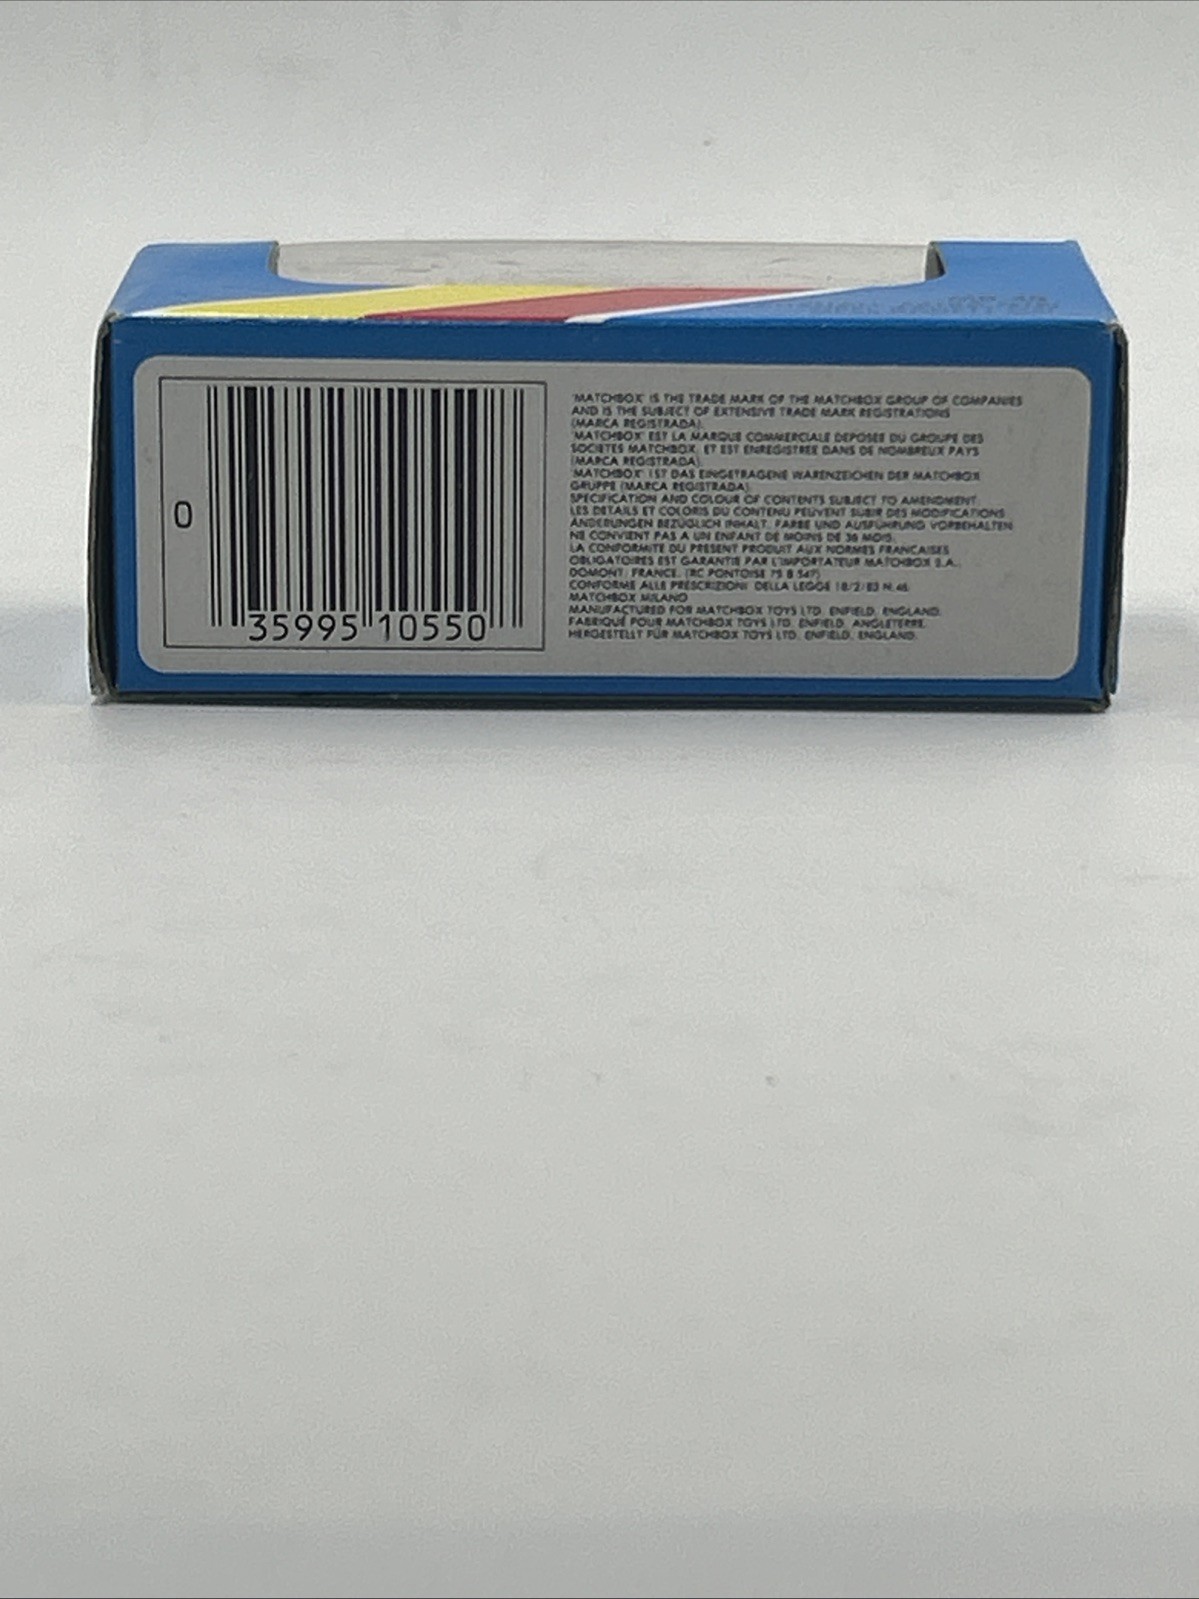 0
35995 10550
'MATCHBOX' IS THE TRADE MARK OF THE MATCHBOX GROUP OF COMPANIES
AND IS THE SUBJECT OF EXTENSIVE TRADE MARK REGISTRATIONS
(MARCA REGISTRADA).
'MATCHBOX' EST LA MARQUE COMMERCIALE DEPOSEE DU GROUPE DES
SOCIETES MATCHBOX, ET EST ENREGISTREE DANS DE NOMBREUX PAYS
(MARCA REGISTRADA).
'MATCHBOX' IST DAS EINGETRAGENE WARENZEICHEN DER MATCHBOX
GRUPPE (MARCA REGISTRADA).
SPECIFICATION AND COLOUR OF CONTENTS SUBJECT TO AMENDMENT.
LES DETAILS ET COLORIS DU CONTENU PEUVENT SUBIR DES MODIFICATIONS
ÄNDERUNGEN BEZÜGLICH INHALT, FARBE UND AUSFÜHRUNG VORBEHALTEN
NE CONVIENT PAS A UN ENFANT DE MOINS DE 36 MOIS.
LA CONFORMITE DU PRESENT PRODUIT AUX NORMES FRANCAISES
OBLIGATOIRES EST GARANTIE PAR L'IMPORTATEUR MATCHBOX S.A.,
DOMONT, FRANCE. (RC PONTOISE 75 B 547)
CONFORME ALLE PRESCRIZIONI DELLA LEGGE 18/2/83 N.46.
MATCHBOX MILANO
MANUFACTURED FOR MATCHBOX TOYS LTD. ENFIELD, ENGLAND.
FABRIQUÉ POUR MATCHBOX TOYS LTD. ENFIELD, ANGLETERRE.
HERGESTELLT FÜR MATCHBOX TOYS LTD. ENFIELD, ENGLAND.